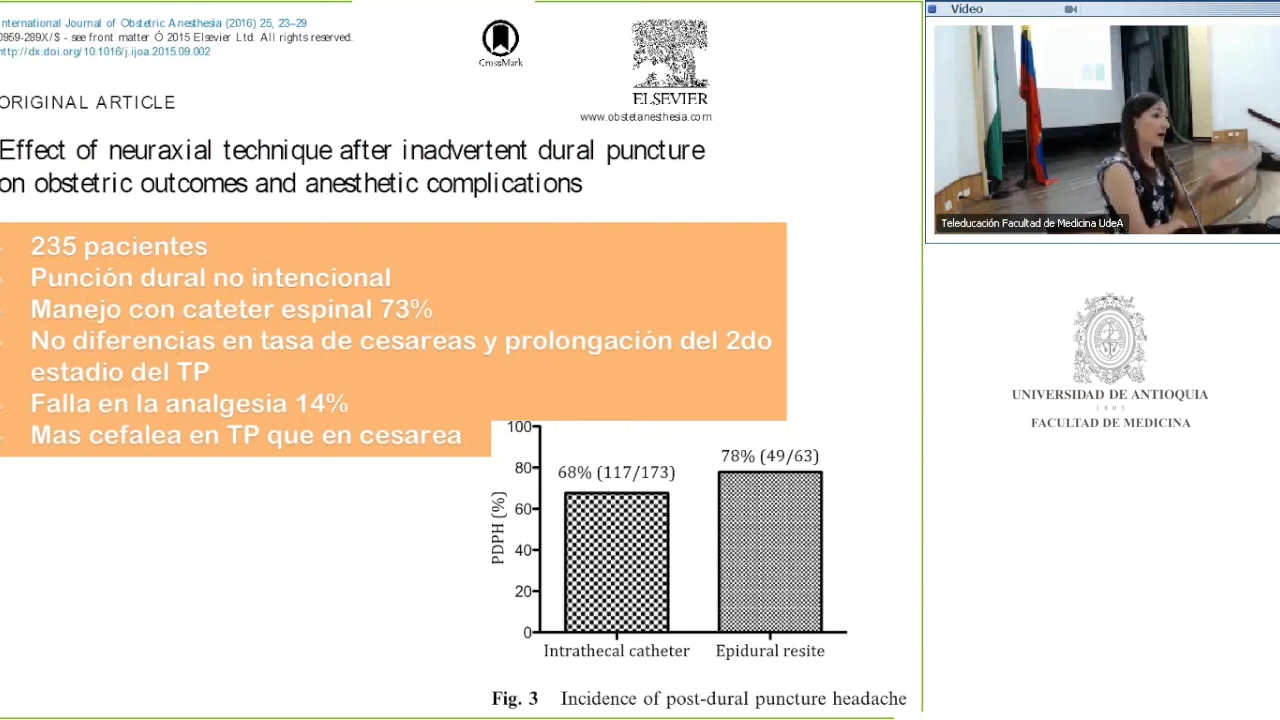 nternational Journal of Obstetric Anesthesia (2016) 25, 23–29
0959-289X/$ - see front matter Ó 2015 Elsevier Ltd. All rights reserved.
http://dx.doi.org/10.1016/j.ijoa.2015.09.002
CrossMark
ELSEVIER
www.obstetanesthesia.com
ORIGINAL ARTICLE
Effect of neuraxial technique after inadvertent dural puncture
on obstetric outcomes and anesthetic complications
235 pacientes
Punción dural no intencional
Manejo con cateter espinal 73%
No diferencias en tasa de cesareas y prolongación del 2do
estadio del TP
Falla en la analgesia 14%
Mas cefalea en TP que en cesarea
100
80
60
40
20
0
PDPH (%)
68% (117/173)
78% (49/63)
Intrathecal catheter
Epidural resite
Fig. 3 Incidence of post-dural puncture headache
Vídeo
Teleducación Facultad de Medicina UdeA
UNIVERSIDAD DE ANTIOQUIA
1803
FACULTAD DE MEDICINA